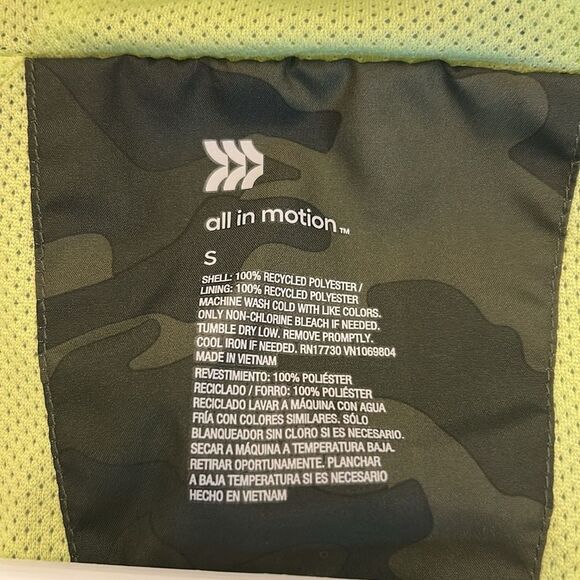 all in motion™
S
SHELL: 100% RECYCLED POLYESTER /
LINING: 100% RECYCLED POLYESTER
MACHINE WASH COLD WITH LIKE COLORS.
ONLY NON-CHLORINE BLEACH IF NEEDED.
TUMBLE DRY LOW. REMOVE PROMPTLY.
COOL IRON IF NEEDED. RN17730 VN1069804
MADE IN VIETNAM
REVESTIMIENTO: 100% POLIÉSTER
RECICLADO / FORRO: 100% POLIÉSTER
RECICLADO LAVAR A MÁQUINA CON AGUA
FRÍA CON COLORES SIMILARES. SÓLO
BLANQUEADOR SIN CLORO SI ES NECESARIO.
SECAR A MÁQUINA A TEMPERATURA BAJA.
RETIRAR OPORTUNAMENTE. PLANCHAR
A BAJA TEMPERATURA SI ES NECESARIO
HECHO EN VIETNAM